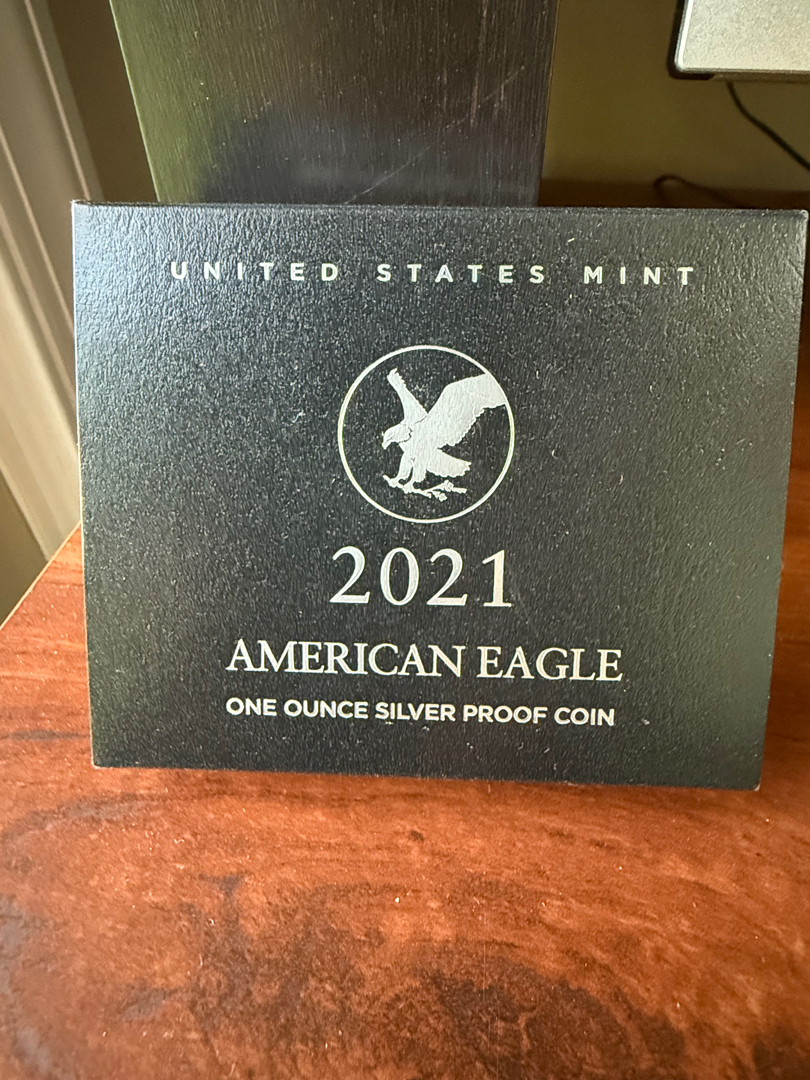 UNITED STATES MINT
2021
AMERICAN EAGLE
ONE OUNCE SILVER PROOF COIN